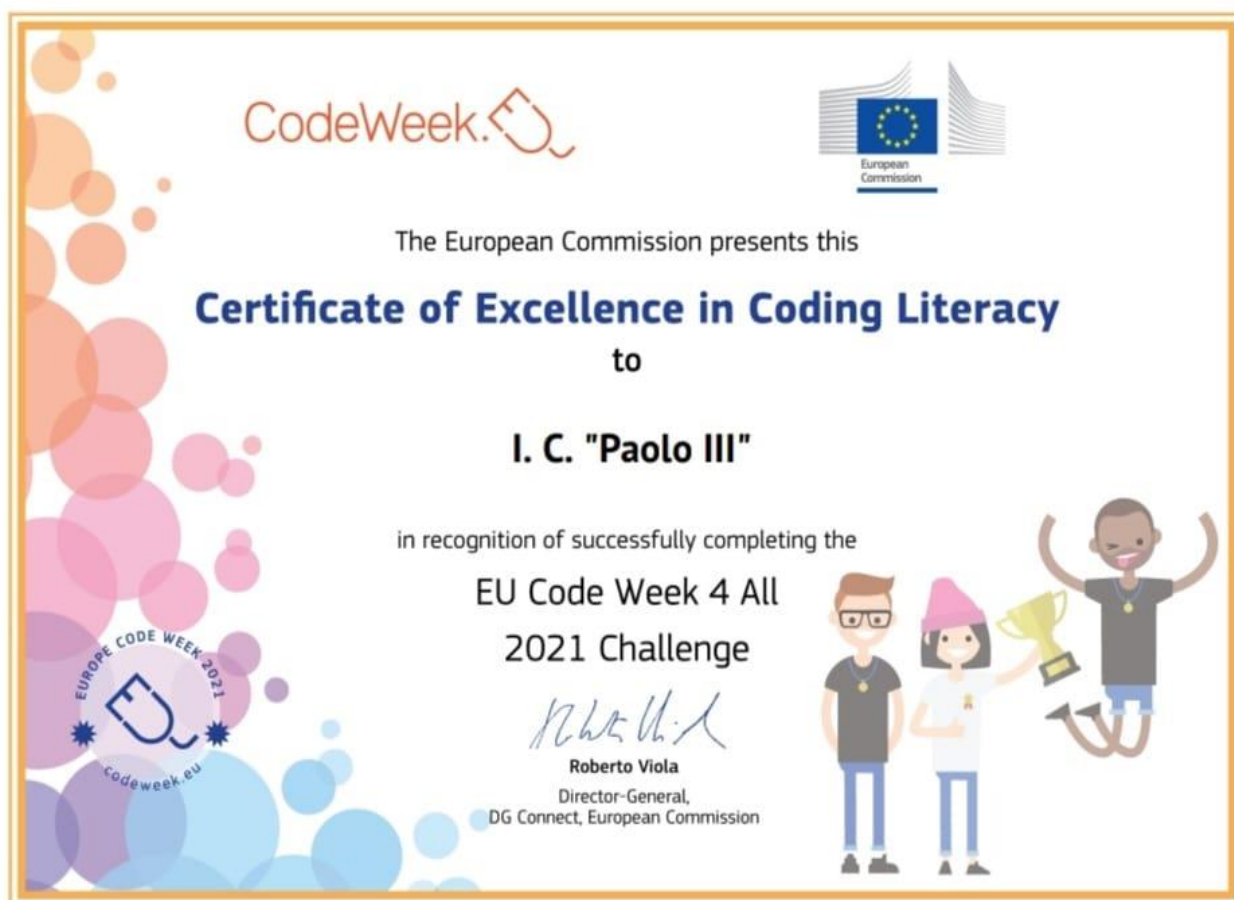 CodeWeek.EU
European
Commission
The European Commission presents this
Certificate of Excellence in Coding Literacy
to
I. C. "Paolo III"
in recognition of successfully completing the
EU Code Week 4 All
2021 Challenge
Roberto Viola
Director-General,
DG Connect, European Commission
EUROPE CODE WEEK 2021
EU
codeweek.eu